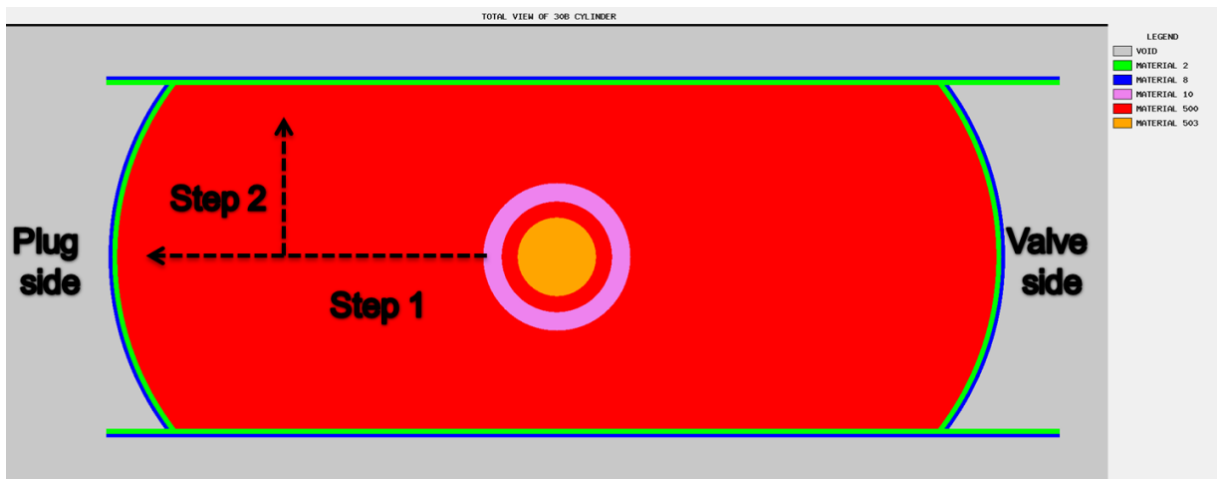 TOTAL VIEW OF 30B CYLINDER
LEGEND
VOID
MATERIAL 2
MATERIAL 8
MATERIAL 10
MATERIAL 500
MATERIAL 503
Step 2
Plug
side
Step 1
Valve
side